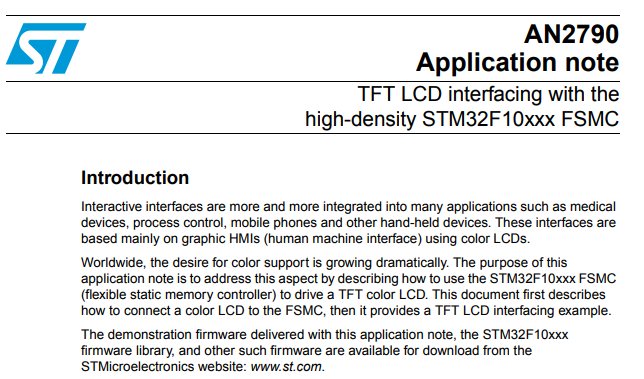 ST
AN2790
Application note
TFT LCD interfacing with the
high-density STM32F10xxx FSMC
Introduction
Interactive interfaces are more and more integrated into many applications such as medical
devices, process control, mobile phones and other hand-held devices. These interfaces are
based mainly on graphic HMIs (human machine interface) using color LCDs.
Worldwide, the desire for color support is growing dramatically. The purpose of this
application note is to address this aspect by describing how to use the STM32F10xxx FSMC
(flexible static memory controller) to drive a TFT color LCD. This document first describes
how to connect a color LCD to the FSMC, then it provides a TFT LCD interfacing example.
The demonstration firmware delivered with this application note, the STM32F10xxx
firmware library, and other such firmware are available for download from the
STMicroelectronics website: www.st.com.